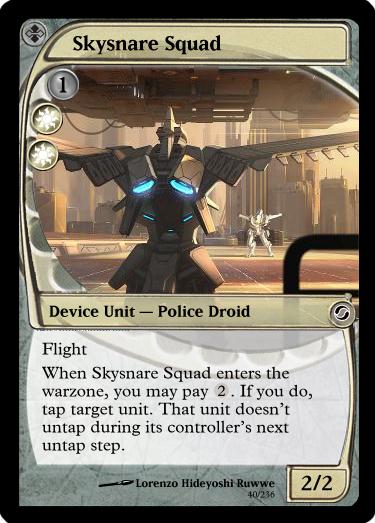 Skysnare Squad
1
Device Unit — Police Droid
Flight
When Skysnare Squad enters the
warzone, you may pay 2. If you do,
tap target unit. That unit doesn't
untap during its controller's next
untap step.
Lorenzo Hideyoshi Ruwwe
40/236
2/2